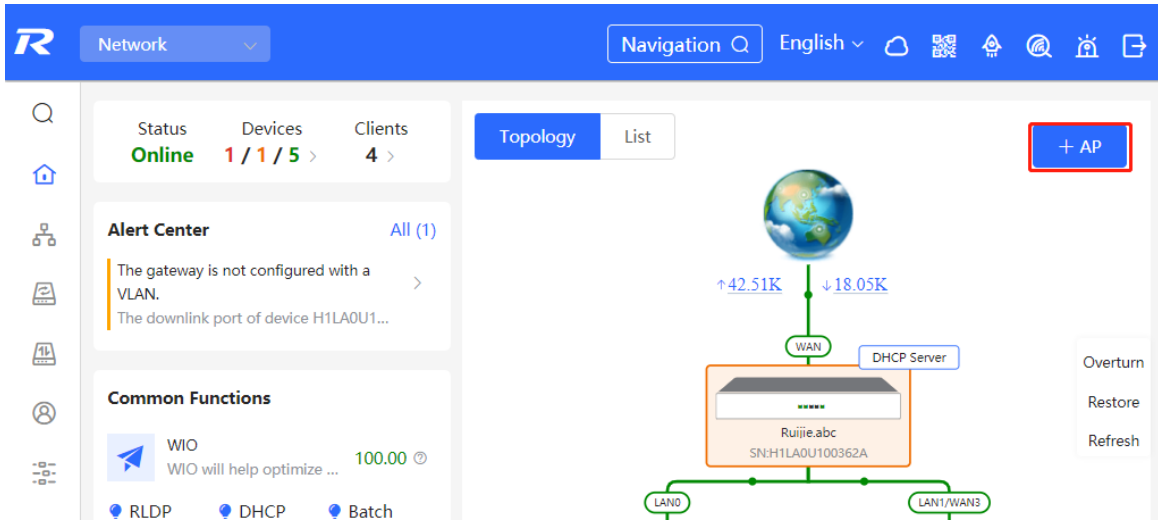 Network
Navigation
English
Status Devices Clients
Online 1 / 1 / 5 > 4 >
Topology List
+ AP
Alert Center All (1)
The gateway is not configured with a
VLAN.
The downlink port of device H1LA0U1...
↑42.51K ↓18.05K
WAN
DHCP Server
Overturn
Restore
Refresh
Ruijie.abc
SN:H1LA0U100362A
Common Functions
WIO
WIO will help optimize ... 100.00
RLDP DHCP Batch
LAN0 LAN1/WAN3